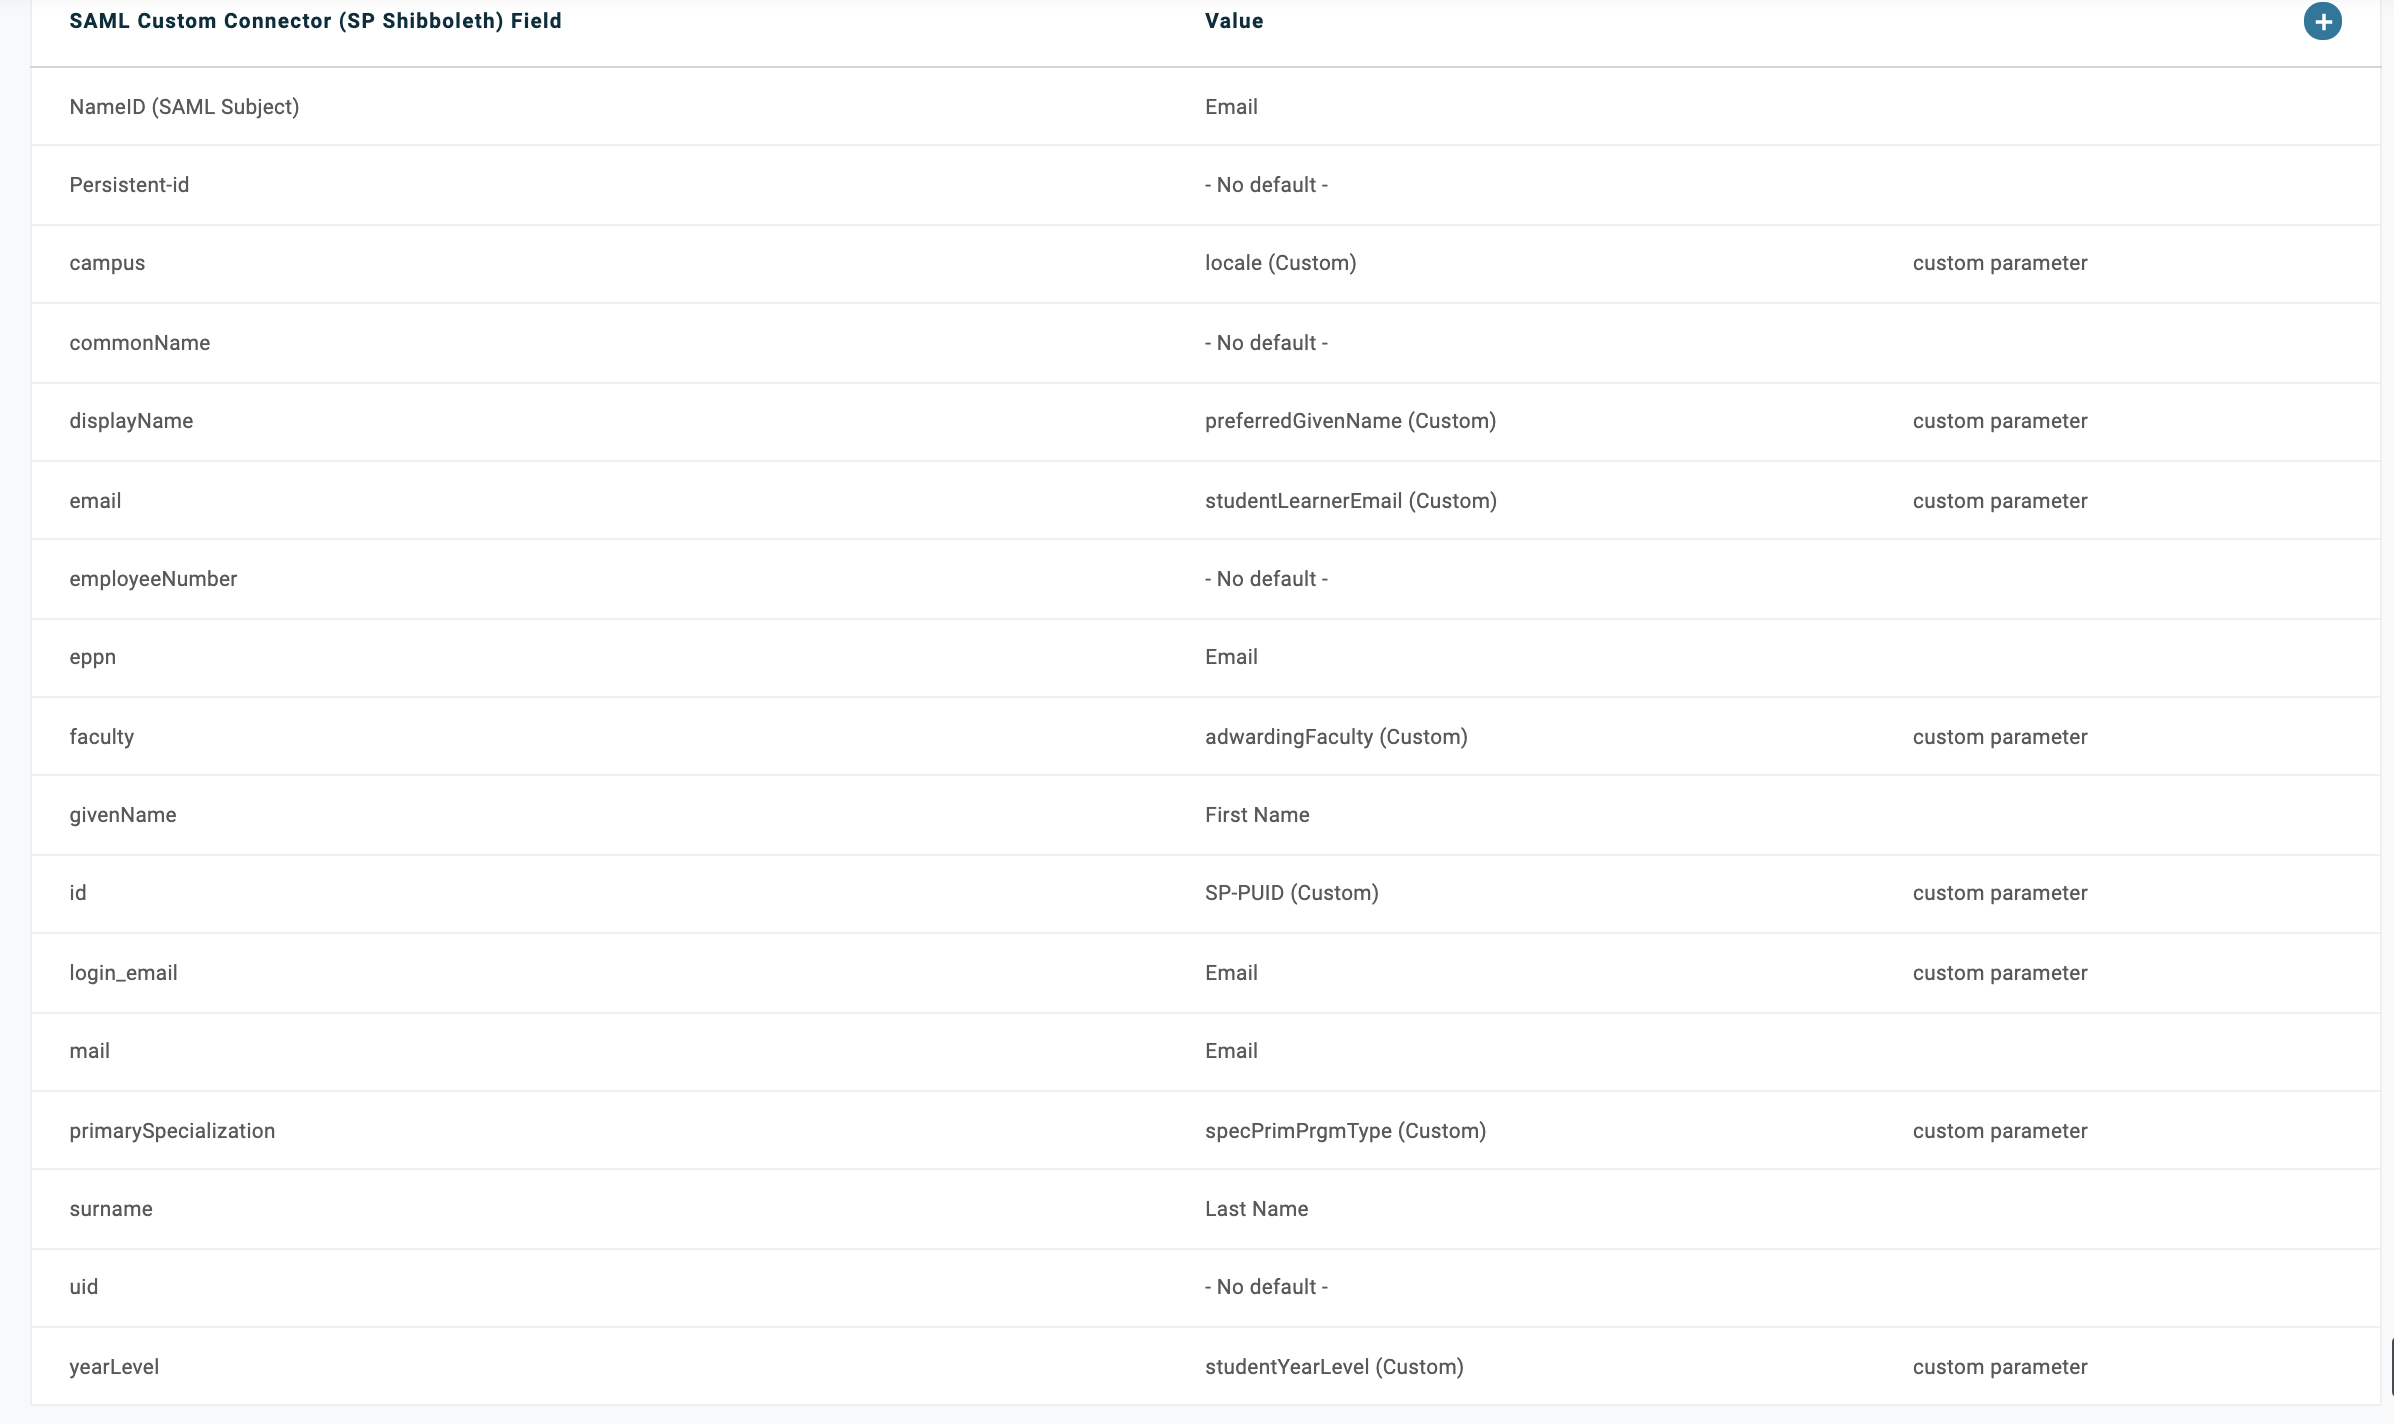 SAML Custom Connector (SP Shibboleth) Field Value
NameID (SAML Subject) Email
Persistent-id - No default -
campus locale (Custom) custom parameter
commonName - No default -
displayName preferredGivenName (Custom) custom parameter
email studentLearnerEmail (Custom) custom parameter
employeeNumber - No default -
eppn Email
faculty adwardingFaculty (Custom) custom parameter
givenName First Name
id SP-PUID (Custom) custom parameter
login_email Email custom parameter
mail Email
primarySpecialization specPrimPrgmType (Custom) custom parameter
surname Last Name
uid - No default -
yearLevel studentYearLevel (Custom) custom parameter